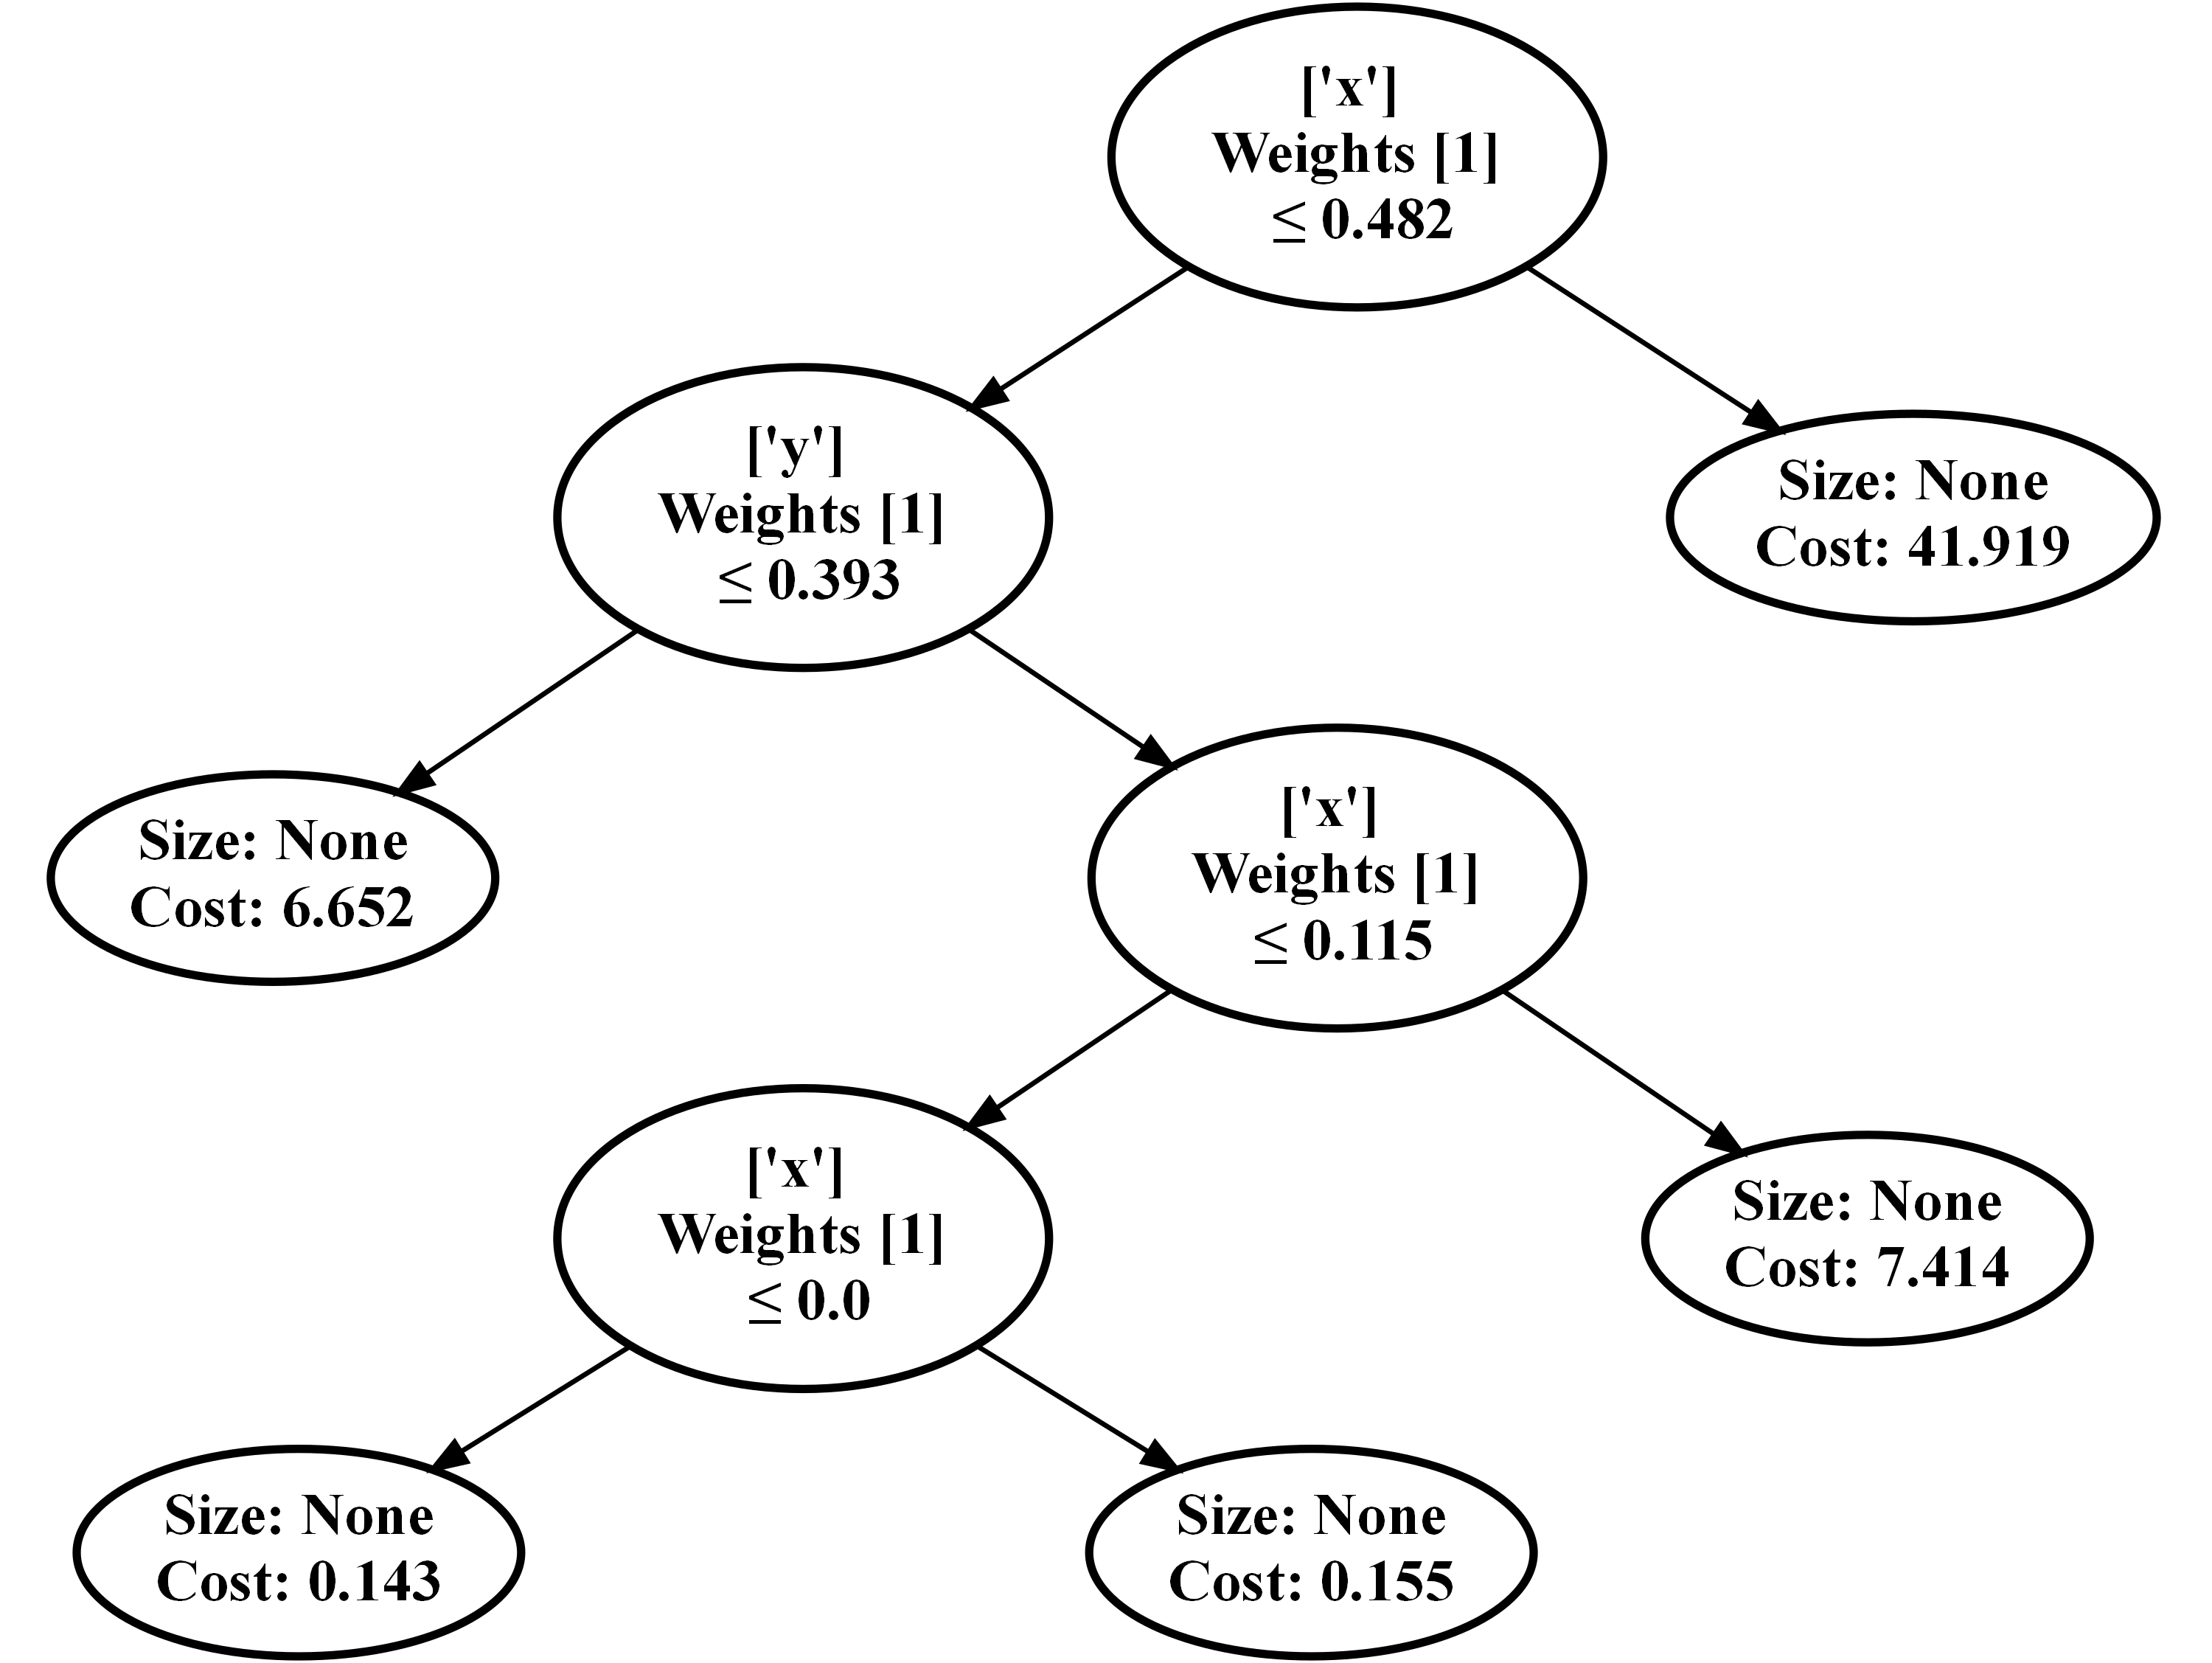 ['x']
Weights [1]
≤ 0.482
['y']
Weights [1]
≤ 0.393
Size: None
Cost: 41.919
Size: None
Cost: 6.652
['x']
Weights [1]
≤ 0.115
['x']
Weights [1]
≤ 0.0
Size: None
Cost: 7.414
Size: None
Cost: 0.143
Size: None
Cost: 0.155